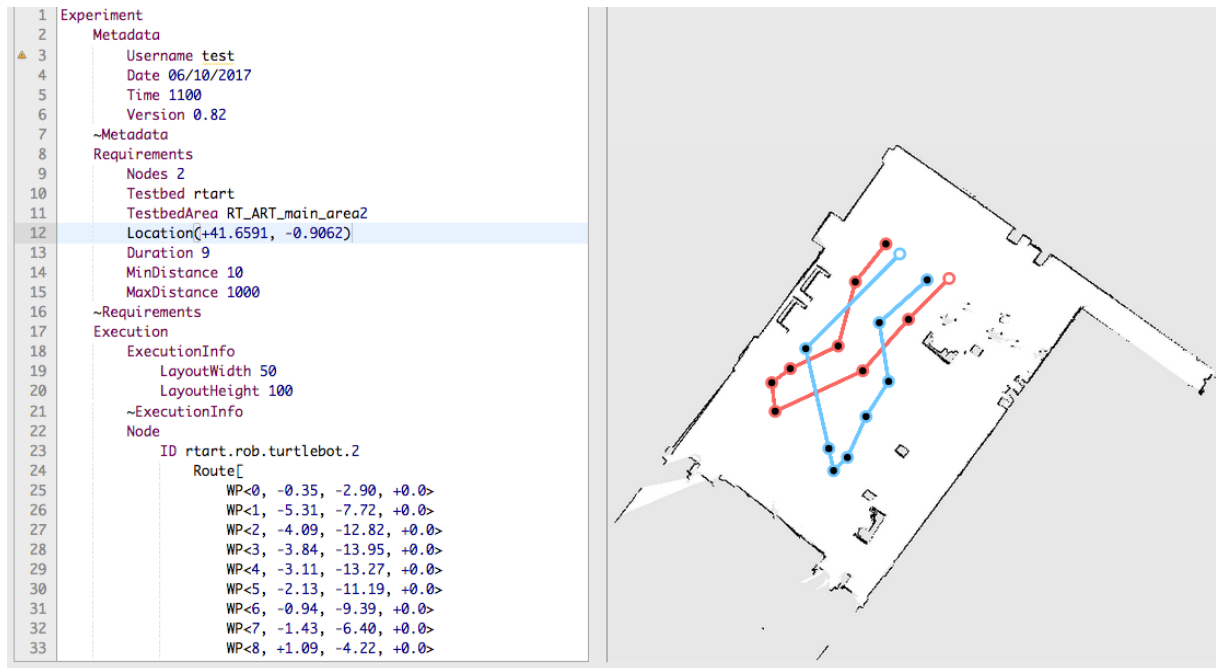 1 Experiment
2 Metadata
3 Username test
4 Date 06/10/2017
5 Time 1100
6 Version 0.82
7 ~Metadata
8 Requirements
9 Nodes 2
10 Testbed rtart
11 TestbedArea RT_ART_main_area2
12 Location(+41.6591, -0.9062)
13 Duration 9
14 MinDistance 10
15 MaxDistance 1000
16 ~Requirements
17 Execution
18 ExecutionInfo
19 LayoutWidth 50
20 LayoutHeight 100
21 ~ExecutionInfo
22 Node
23 ID rtart.rob.turtlebot.2
24 Route[
25 WP<0, -0.35, -2.90, +0.0>
26 WP<1, -5.31, -7.72, +0.0>
27 WP<2, -4.09, -12.82, +0.0>
28 WP<3, -3.84, -13.95, +0.0>
29 WP<4, -3.11, -13.27, +0.0>
30 WP<5, -2.13, -11.19, +0.0>
31 WP<6, -0.94, -9.39, +0.0>
32 WP<7, -1.43, -6.40, +0.0>
33 WP<8, +1.09, -4.22, +0.0>